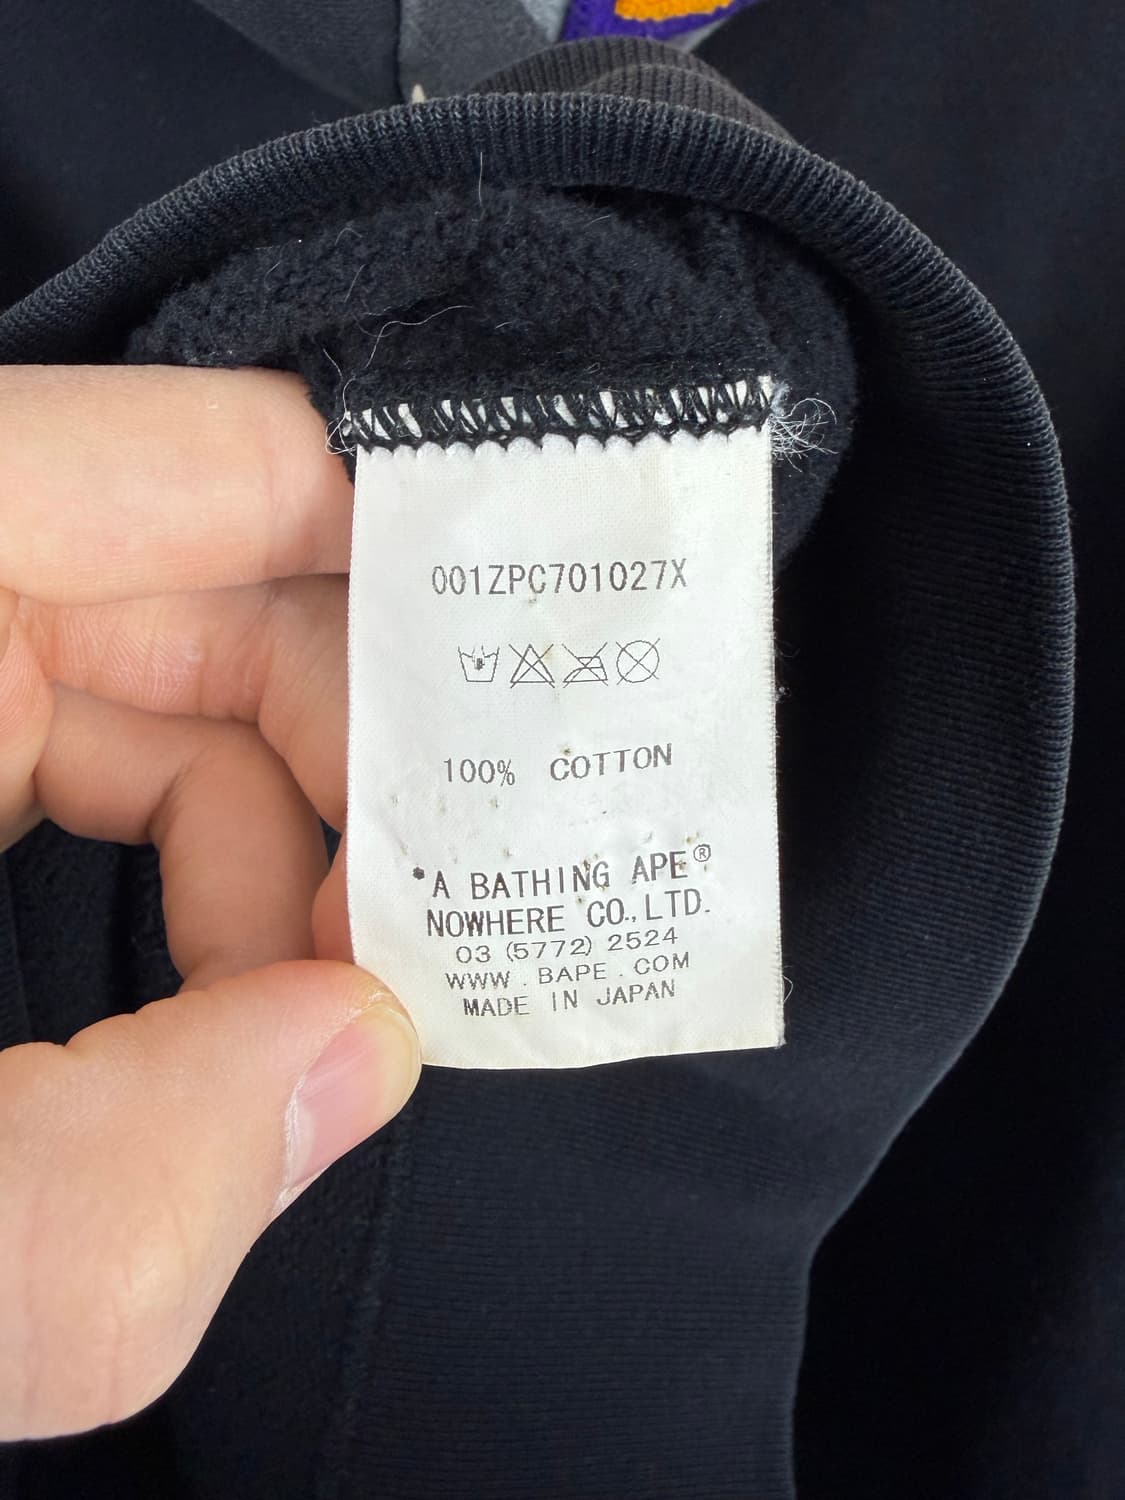 001ZPC701027X
100% COTTON
*A BATHING APE®
NOWHERE CO.,LTD.
03 (5772) 2524
WWW.BAPE.COM
MADE IN JAPAN